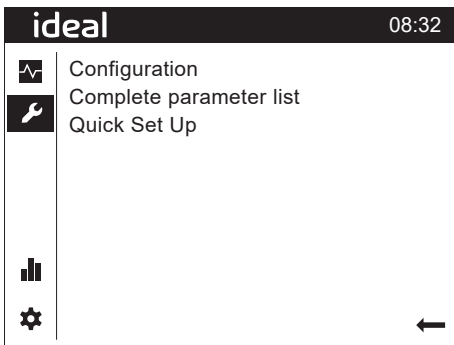 ideal
08:32
Configuration
Complete parameter list
Quick Set Up